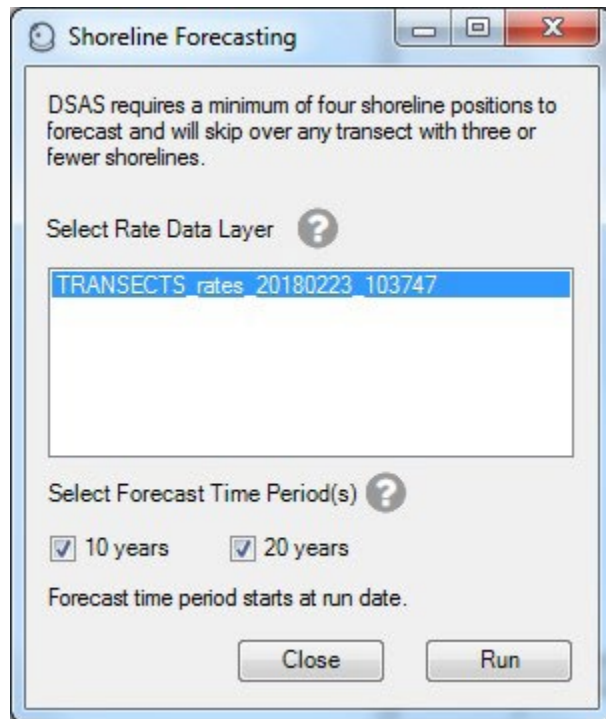 Shoreline Forecasting
DSAS requires a minimum of four shoreline positions to
forecast and will skip over any transect with three or
fewer shorelines.
Select Rate Data Layer ?
TRANSECTS_rates_20180223_103747
Select Forecast Time Period(s) ?
10 years 20 years
Forecast time period starts at run date.
Close Run